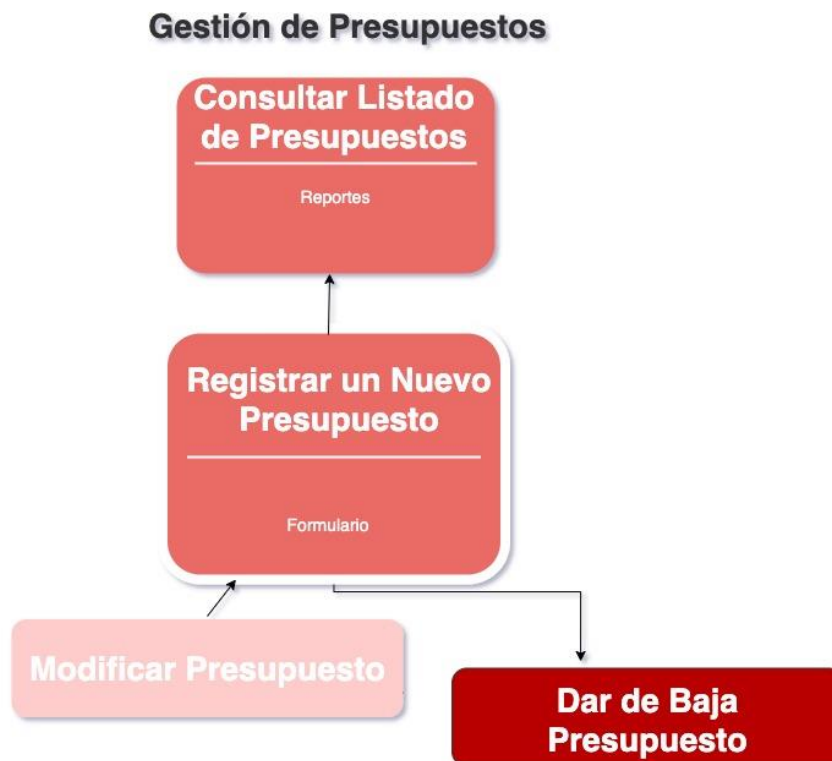 Gestión de Presupuestos
Consultar Listado
de Presupuestos
Reportes
Registrar un Nuevo
Presupuesto
Formulario
Modificar Presupuesto
Dar de Baja
Presupuesto